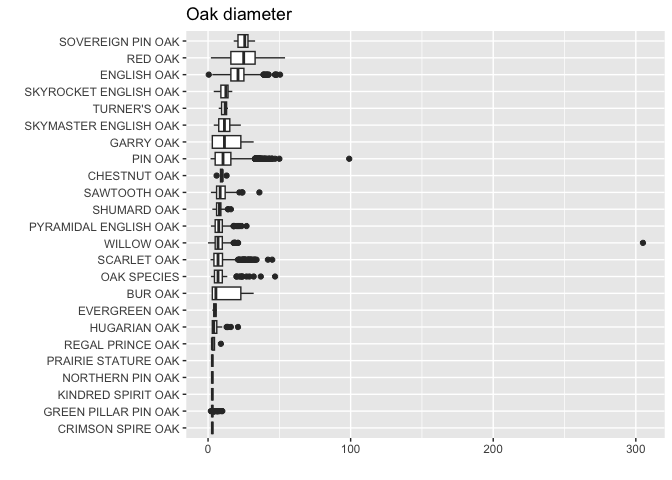 Oak diameter
SOVEREIGN PIN OAK
RED OAK
ENGLISH OAK
SKYROCKET ENGLISH OAK
TURNER'S OAK
SKYMASTER ENGLISH OAK
GARRY OAK
PIN OAK
CHESTNUT OAK
SAWTOOTH OAK
SHUMARD OAK
PYRAMIDAL ENGLISH OAK
WILLOW OAK
SCARLET OAK
OAK SPECIES
BUR OAK
EVERGREEN OAK
HUGARIAN OAK
REGAL PRINCE OAK
PRAIRIE STATURE OAK
NORTHERN PIN OAK
KINDRED SPIRIT OAK
GREEN PILLAR PIN OAK
CRIMSON SPIRE OAK
0 100 200 300